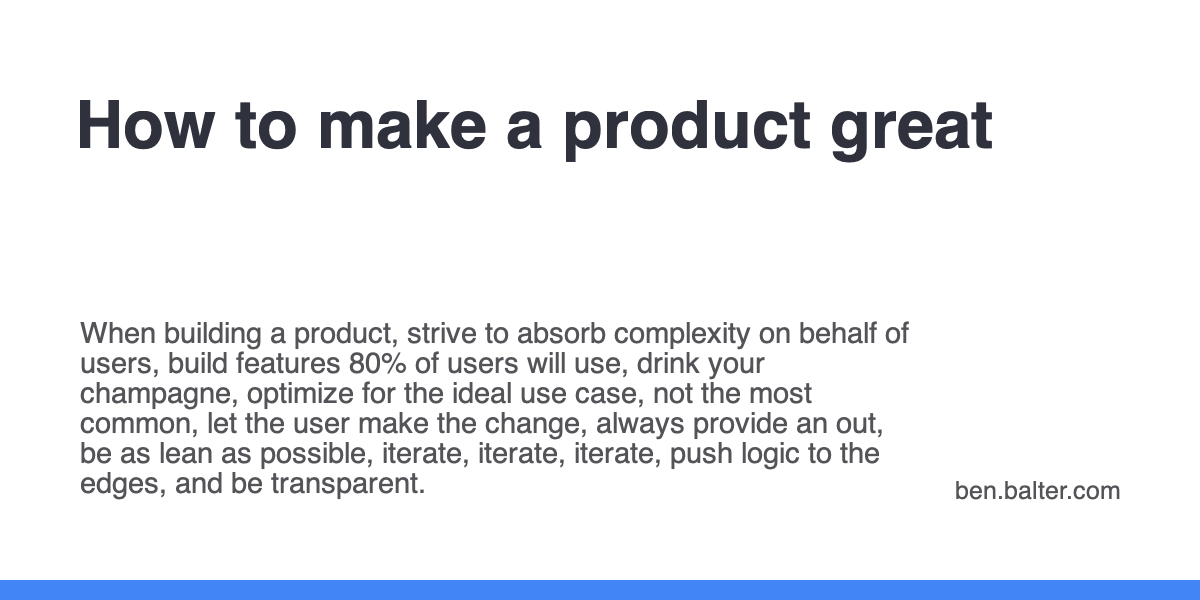 How to make a product great
When building a product, strive to absorb complexity on behalf of
users, build features 80% of users will use, drink your
champagne, optimize for the ideal use case, not the most
common, let the user make the change, always provide an out,
be as lean as possible, iterate, iterate, iterate, push logic to the
edges, and be transparent.
ben.balter.com